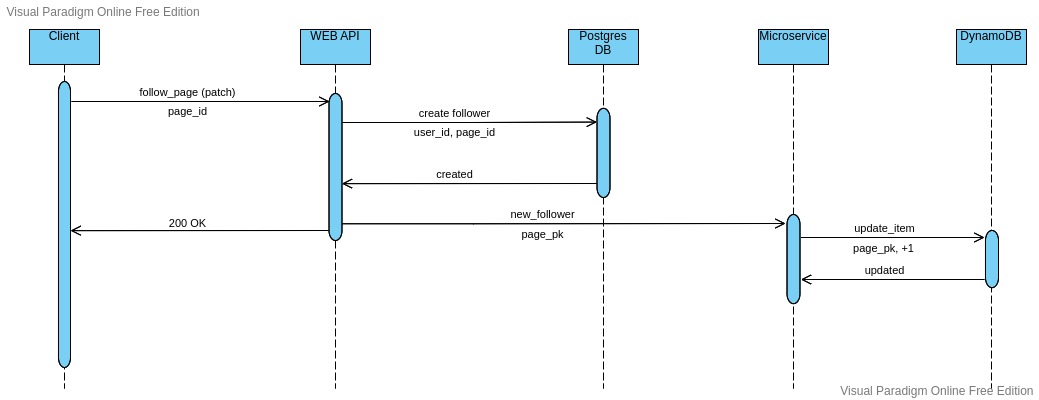 Visual Paradigm Online Free Edition
Client
WEB API
Postgres
DB
Microservice
DynamoDB
follow_page (patch)
page_id
create follower
user_id, page_id
created
200 OK
new_follower
page_pk
update_item
page_pk, +1
updated
Visual Paradigm Online Free Edition